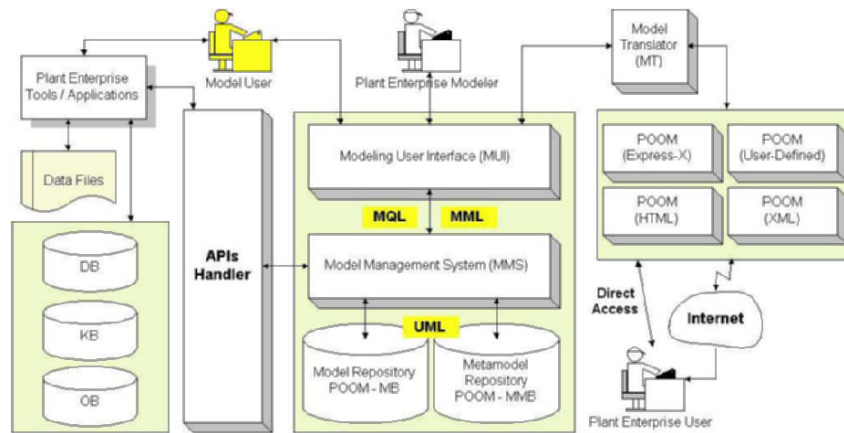 Model
Translator
(MT)
Plant Enterprise
Tools / Applications
Model User
Plant Enterprise Modeler
Modeling User Interface (MUI)
POOM
(Express-X)
POOM
(User-Defined)
Data Files
MQL
MML
POOM
(HTML)
POOM
(XML)
DB
APIs
Handler
Model Management System (MMS)
Direct
Access
Internet
KB
UML
Model Repository
POOM - MB
Metamodel
Repository
POOM - MMB
OB
Plant Enterprise User